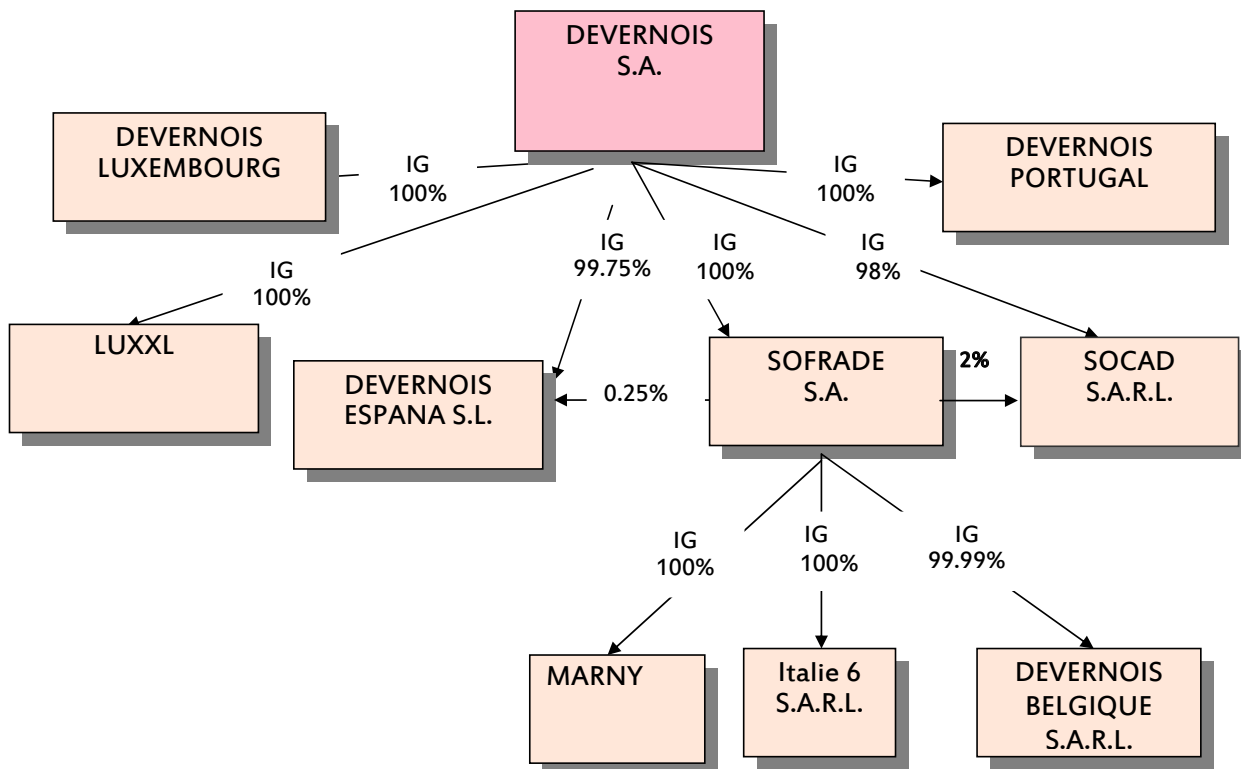 DEVERNOIS
S.A.
DEVERNOIS
LUXEMBOURG
IG
100%
IG
100%
DEVERNOIS
PORTUGAL
IG
100%
IG
99.75%
IG
100%
IG
98%
LUXXL
DEVERNOIS
ESPANA S.L.
0.25%
SOFRADE
S.A.
2%
SOCAD
S.A.R.L.
IG
100%
IG
100%
IG
99.99%
MARNY
Italie 6
S.A.R.L.
DEVERNOIS
BELGIQUE
S.A.R.L.